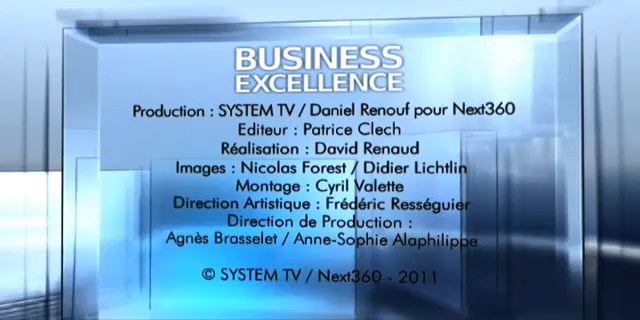 BUSINESS
EXCELLENCE
Production : SYSTEM TV / Daniel Renouf pour Next360
Editeur : Patrice Clech
Réalisation : David Renaud
Images : Nicolas Forest / Didier Lichtlin
Montage : Cyril Valette
Direction Artistique : Frédéric Rességuier
Direction de Production :
Agnès Brasselet / Anne-Sophie Alaphilippe
© SYSTEM TV / Next360 - 2011